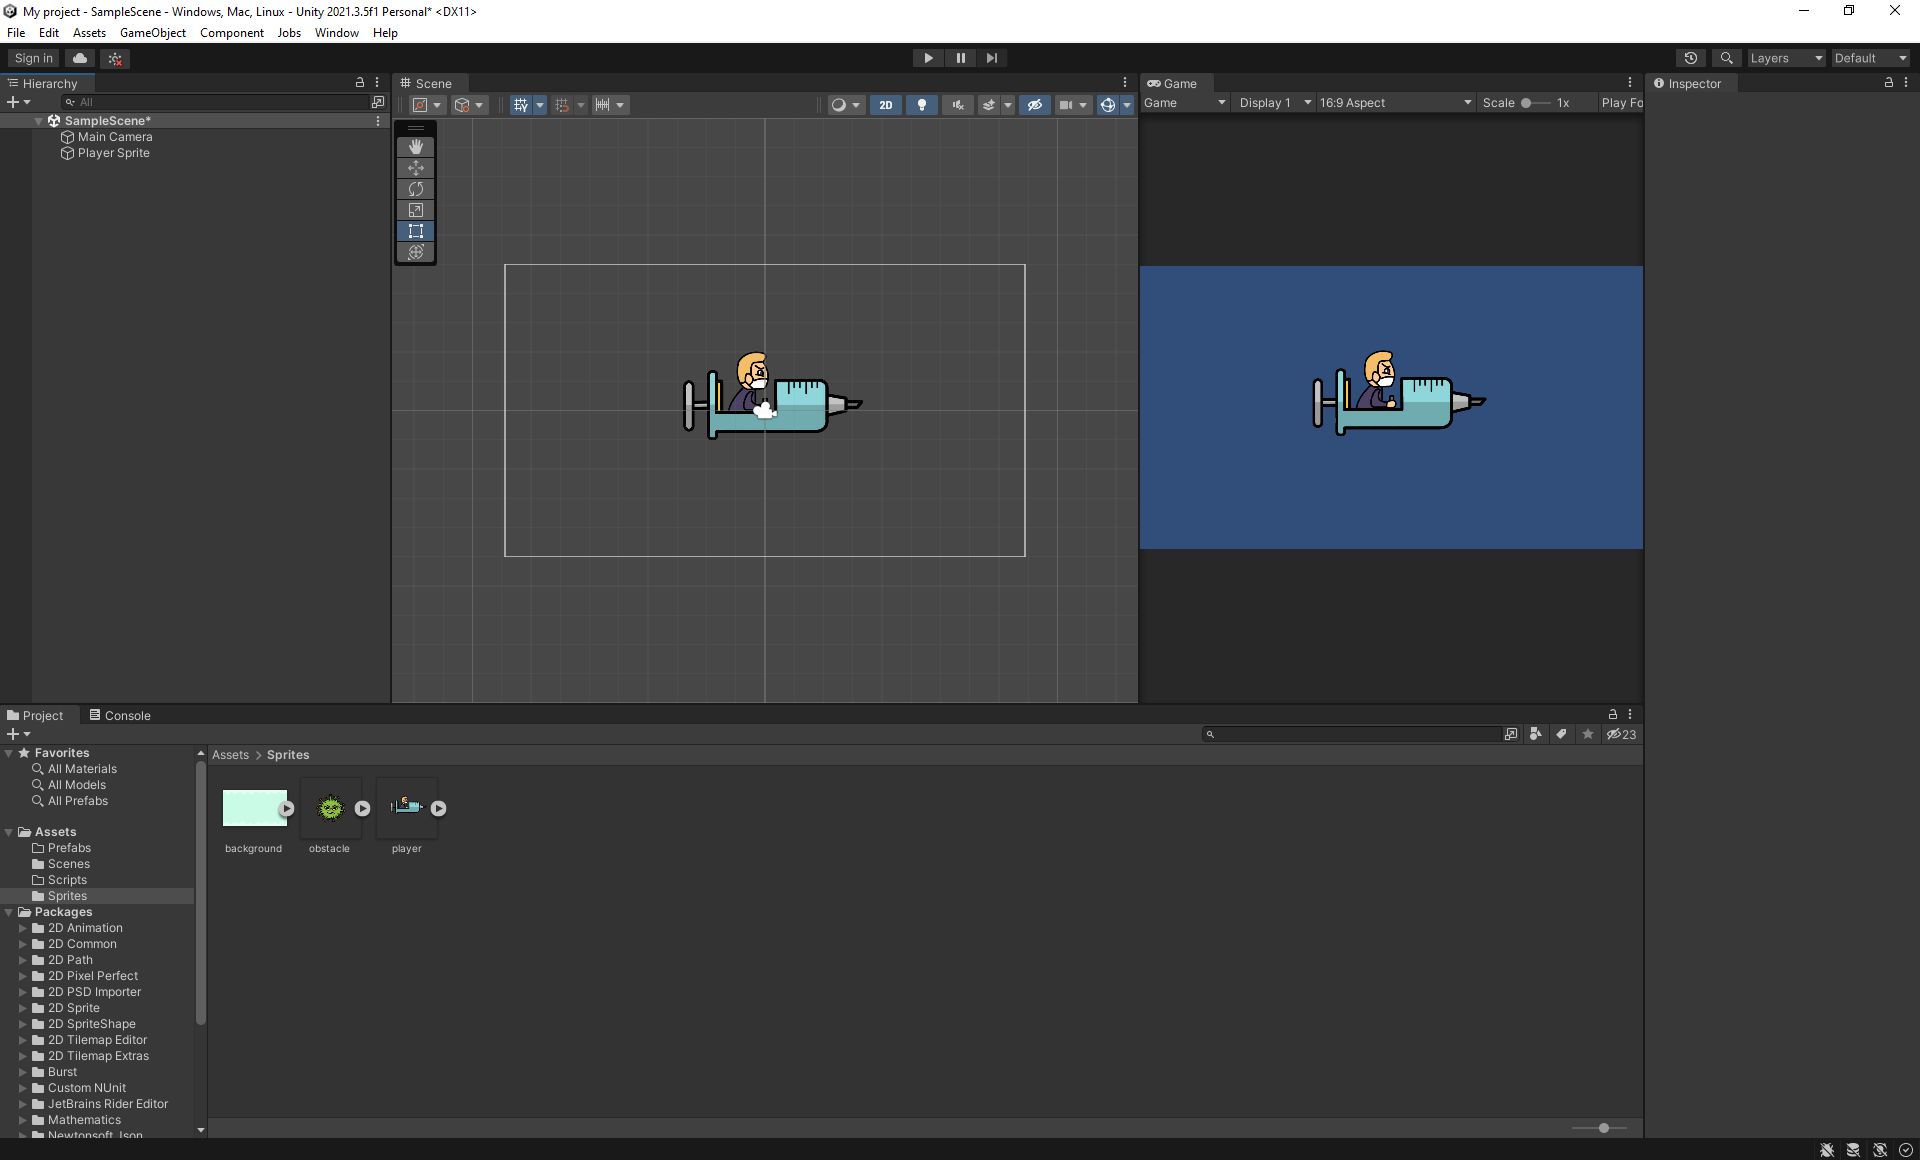 My project - SampleScene - Windows, Mac, Linux - Unity 2021.3.5f1 Personal* <DX11>
File Edit Assets GameObject Component Jobs Window Help
Sign in
Layers Default
Hierarchy
All
SampleScene*
Main Camera
Player Sprite
Scene
2D
Game
Game Display 1 16:9 Aspect Scale 1x Play Fo
Inspector
Project Console
23
Favorites
All Materials
All Models
All Prefabs
Assets
Prefabs
Scenes
Scripts
Sprites
Packages
2D Animation
2D Common
2D Path
2D Pixel Perfect
2D PSD Importer
2D Sprite
2D SpriteShape
2D Tilemap Editor
2D Tilemap Extras
Burst
Custom NUnit
JetBrains Rider Editor
Mathematics
Newtonsoft Json
Assets > Sprites
background obstacle player